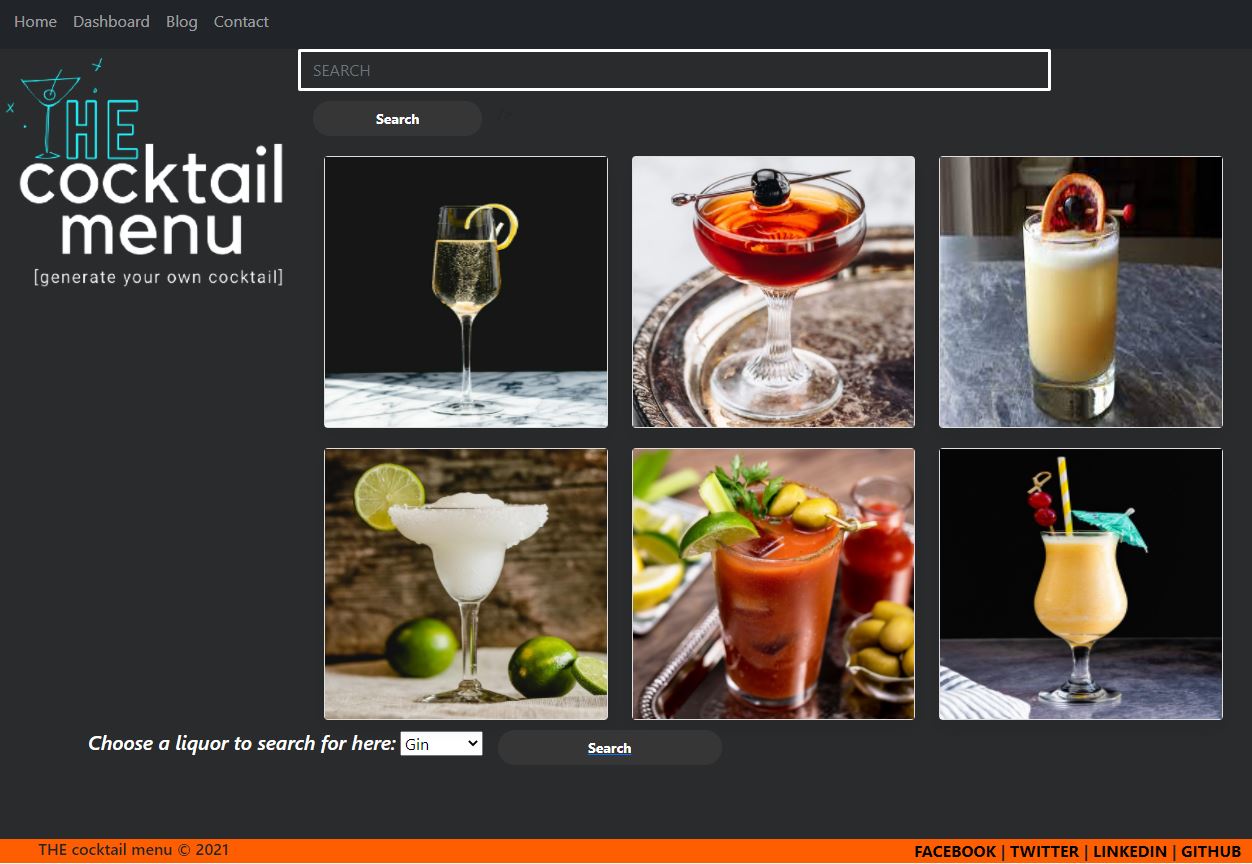 Home Dashboard Blog Contact
SEARCH
Search />
THE
cocktail
menu
[generate your own cocktail]
Choose a liquor to search for here: Gin Search
THE cocktail menu © 2021
FACEBOOK | TWITTER | LINKEDIN | GITHUB